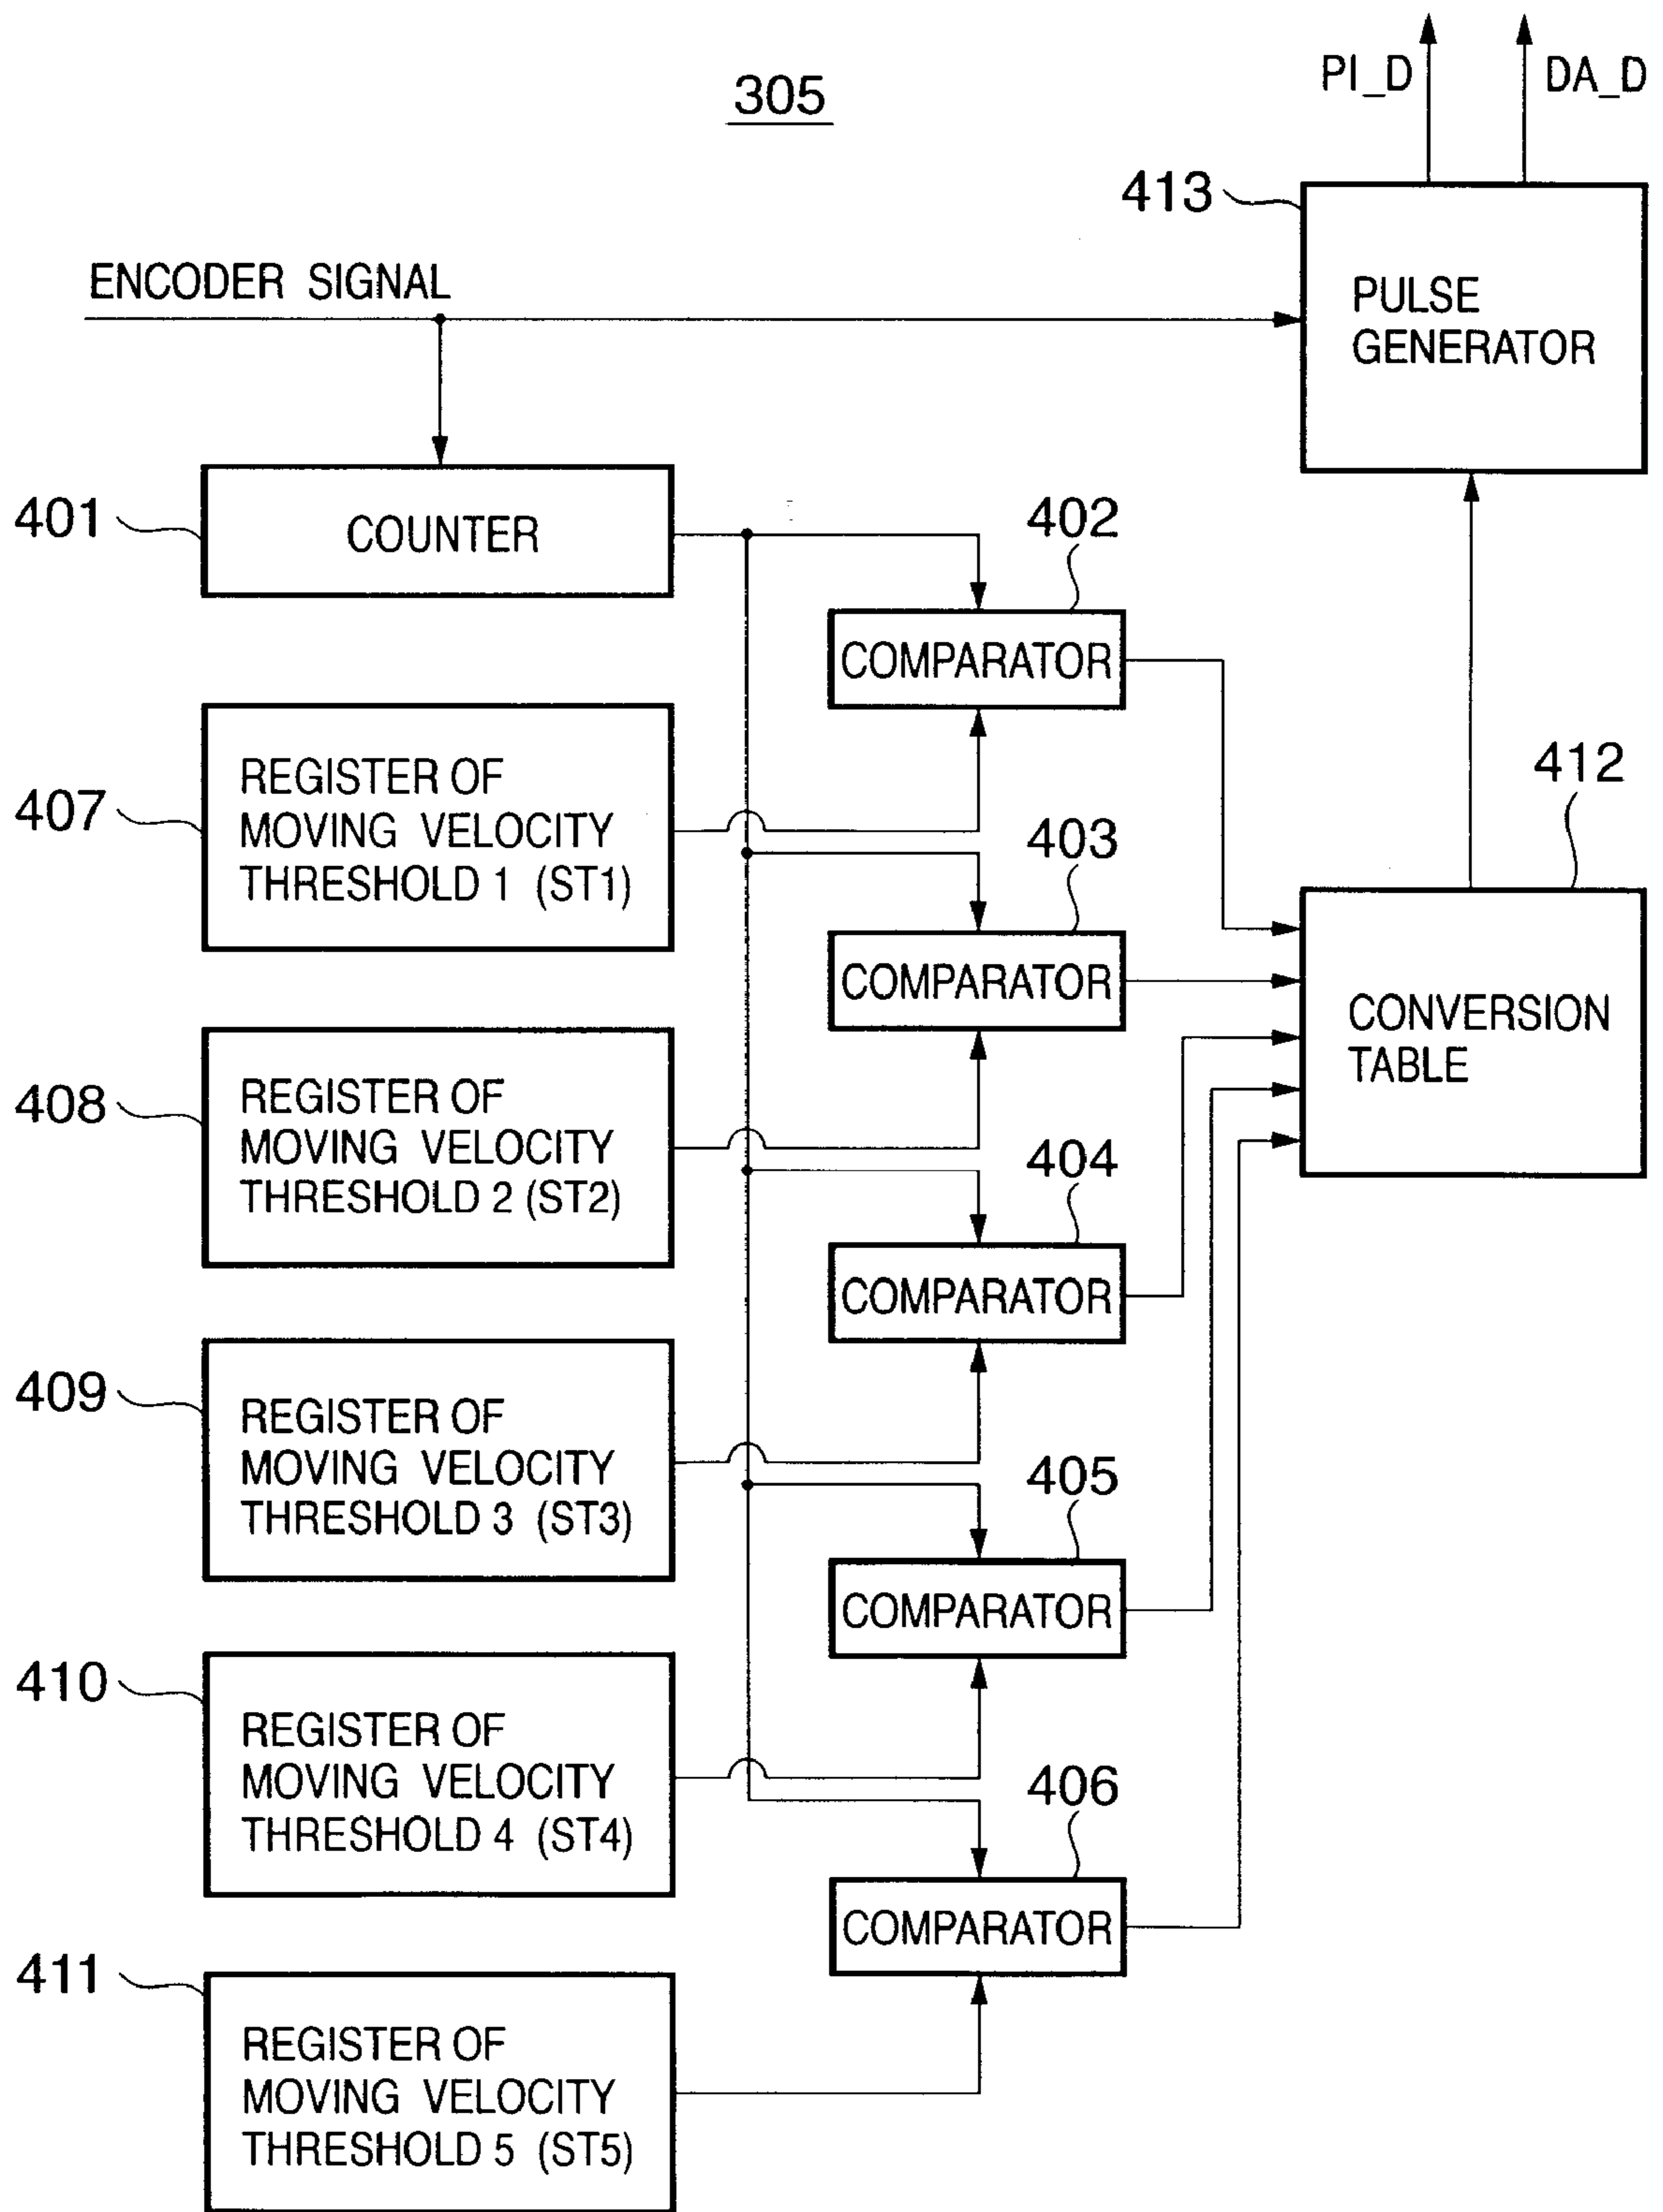 PI_D
DA_D
305
413
ENCODER SIGNAL
PULSE
GENERATOR
401
COUNTER
402
COMPARATOR
407
REGISTER OF
MOVING VELOCITY
THRESHOLD 1 (ST1)
412
403
COMPARATOR
CONVERSION
TABLE
408
REGISTER OF
MOVING VELOCITY
THRESHOLD 2 (ST2)
404
COMPARATOR
409
REGISTER OF
MOVING VELOCITY
THRESHOLD 3 (ST3)
405
COMPARATOR
410
REGISTER OF
MOVING VELOCITY
THRESHOLD 4 (ST4)
406
COMPARATOR
411
REGISTER OF
MOVING VELOCITY
THRESHOLD 5 (ST5)